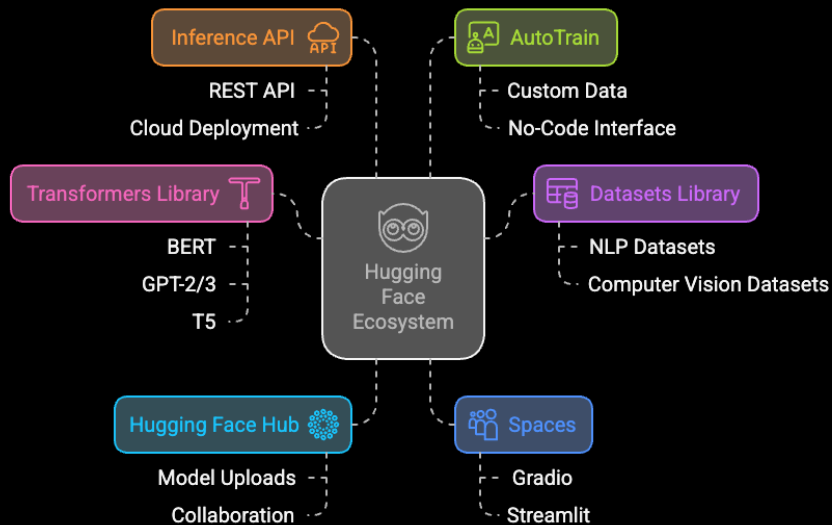 Inference API
API
REST API
Cloud Deployment
AutoTrain
A
Custom Data
No-Code Interface
Transformers Library
BERT
GPT-2/3
T5
Hugging
Face
Ecosystem
Datasets Library
NLP Datasets
Computer Vision Datasets
Hugging Face Hub
Model Uploads
Collaboration
Spaces
Gradio
Streamlit